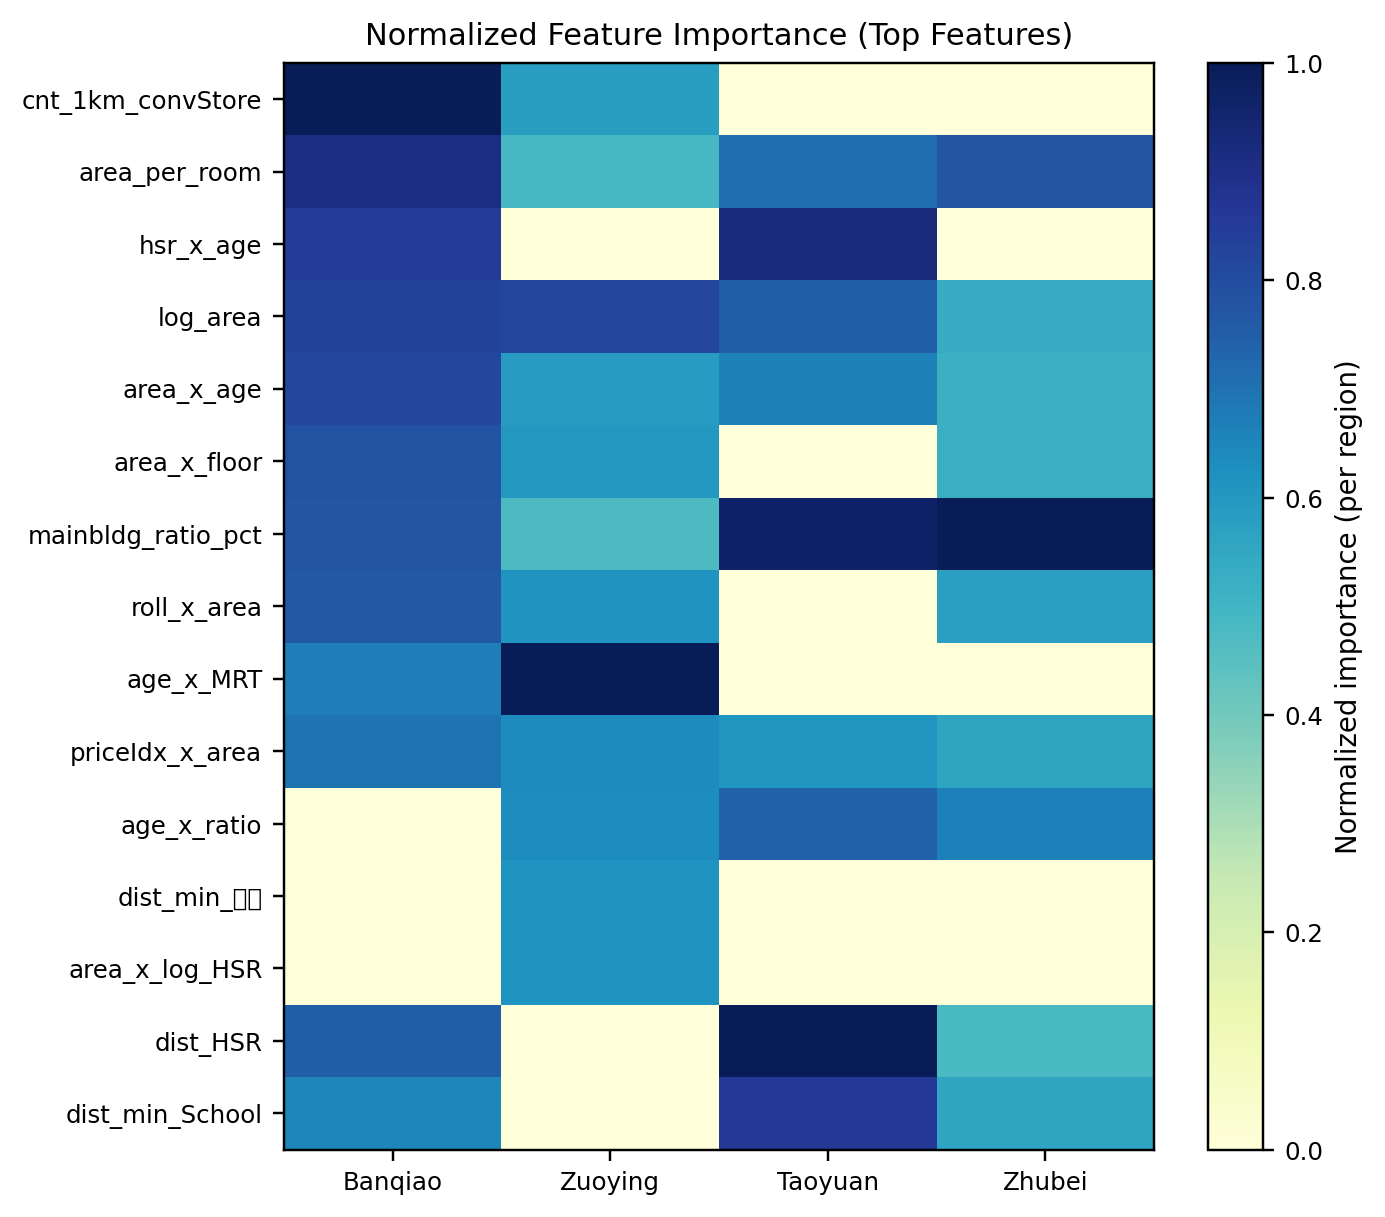 Normalized Feature Importance (Top Features)
cnt_1km_convStore
area_per_room
hsr_x_age
log_area
area_x_age
area_x_floor
mainbldg_ratio_pct
roll_x_area
age_x_MRT
priceIdx_x_area
age_x_ratio
dist_min_
area_x_log_HSR
dist_HSR
dist_min_School
Banqiao
Zuoying
Taoyuan
Zhubei
1.0
0.8
0.6
0.4
0.2
0.0
Normalized importance (per region)